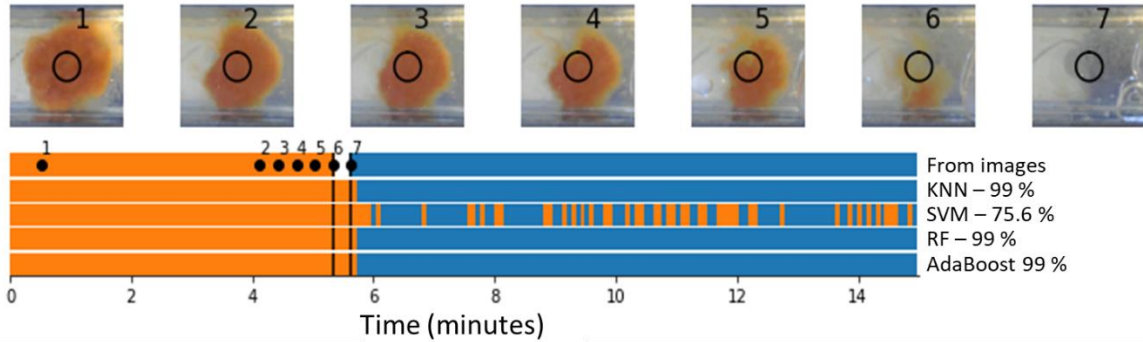 1 2 3 4 5 6 7
1 2 3 4 5 6 7
From images
KNN – 99 %
SVM – 75.6 %
RF – 99 %
AdaBoost 99 %
0 2 4 6 8 10 12 14
Time (minutes)